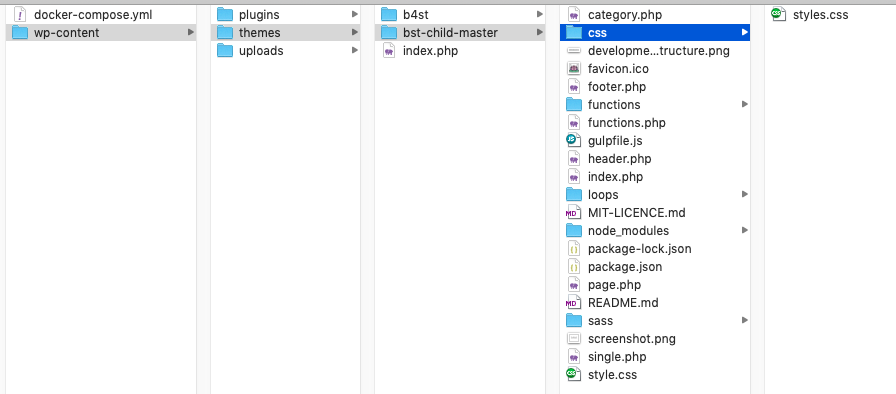 docker-compose.yml
wp-content
plugins
themes
uploads
b4st
bst-child-master
index.php
category.php
css
developme...tructure.png
favicon.ico
footer.php
functions
functions.php
gulpfile.js
header.php
index.php
loops
MIT-LICENCE.md
node_modules
package-lock.json
package.json
page.php
README.md
sass
screenshot.png
single.php
style.css
styles.css